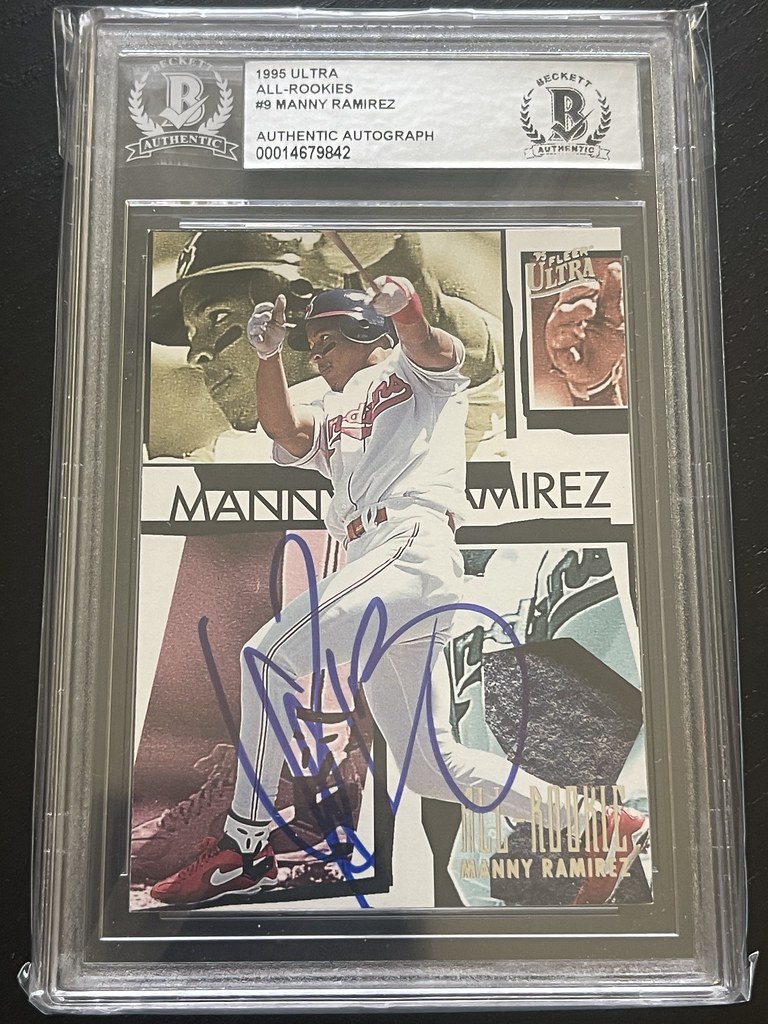 BECKETT
B
AUTHENTIC
1995 ULTRA
ALL-ROOKIES
#9 MANNY RAMIREZ
AUTHENTIC AUTOGRAPH
00014679842
BECKETT
B
AUTHENTIC
'95 FLEER
ULTRA
Indians
MANNY RAMIREZ
ALL-ROOKIE
MANNY RAMIREZ